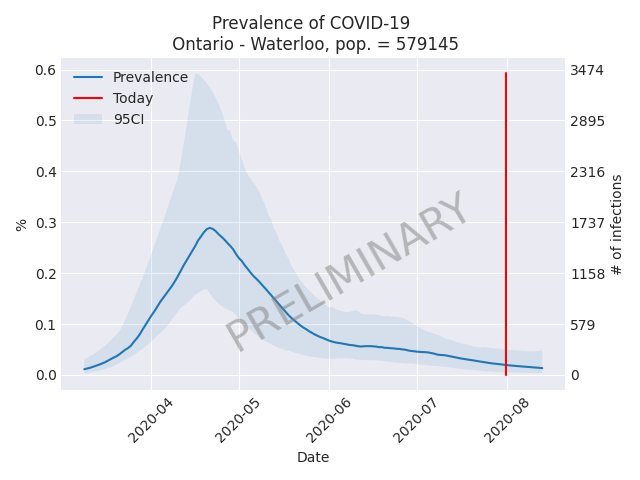 Prevalence of COVID-19
Ontario - Waterloo, pop. = 579145
Prevalence
Today
95CI
0.6
0.5
0.4
0.3
0.2
0.1
0.0
%
3474
2895
2316
1737
1158
579
0
# of infections
PRELIMINARY
2020-04
2020-05
2020-06
2020-07
2020-08
Date